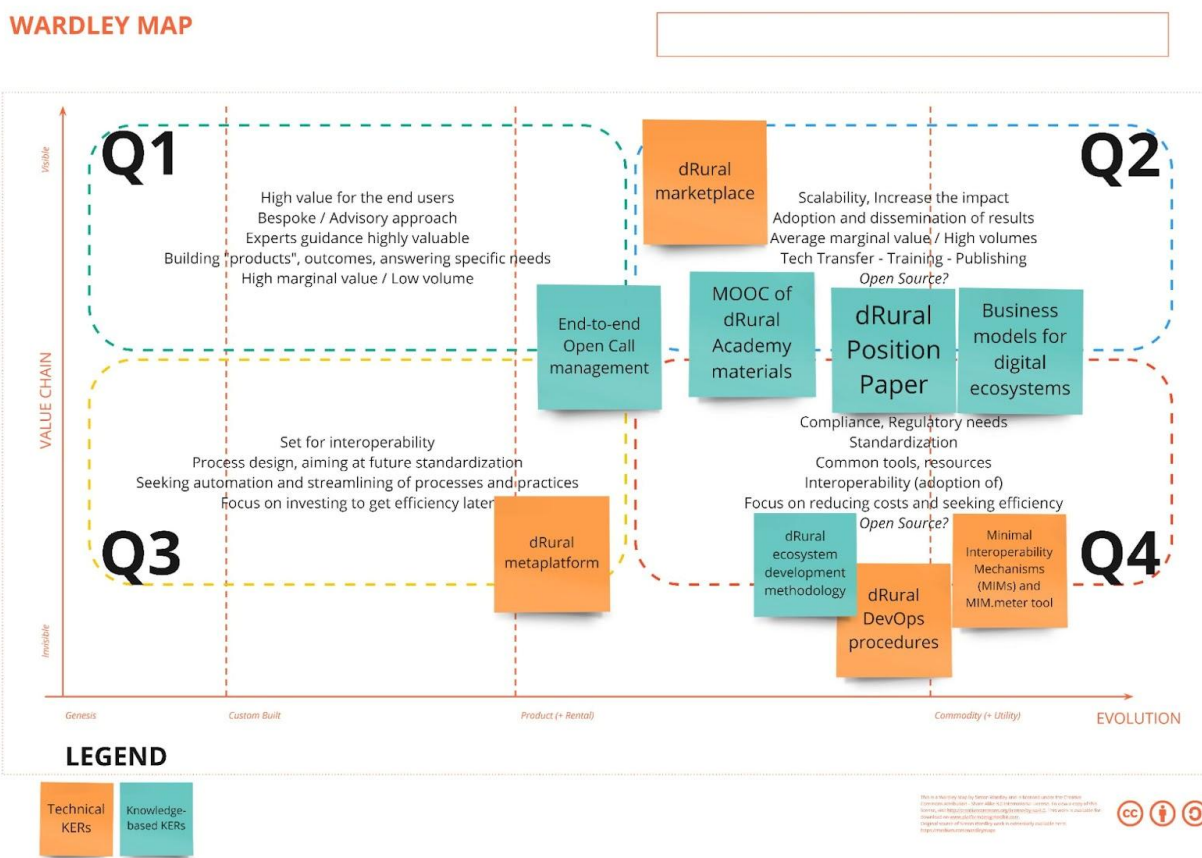 WARDLEY MAP
Q1
Q2
Visible
High value for the end users
Bespoke / Advisory approach
Experts guidance highly valuable
Building "products", outcomes, answering specific needs
High marginal value / Low volume
dRural
marketplace
Scalability, Increase the impact
Adoption and dissemination of results
Average marginal value / High volumes
Tech Transfer - Training - Publishing
Open Source?
End-to-end
Open Call
management
MOOC of
dRural
Academy
materials
dRural
Position
Paper
Business
models for
digital
ecosystems
VALUE CHAIN
Set for interoperability
Process design, aiming at future standardization
Seeking automation and streamlining of processes and practices
Focus on investing to get efficiency later
Compliance, Regulatory needs
Standardization
Common tools, resources
Interoperability (adoption of)
Focus on reducing costs and seeking efficiency
Open Source?
Q3
dRural
metaplatform
dRural
ecosystem
development
methodology
dRural
DevOps
procedures
Minimal
Interoperability
Mechanisms
(MIMs) and
MIM.meter tool
Q4
Invisible
Genesis
Custom Built
Product (+ Rental)
Commodity (+ Utility)
EVOLUTION
LEGEND
Technical
KERs
Knowledge-
based KERs
cc